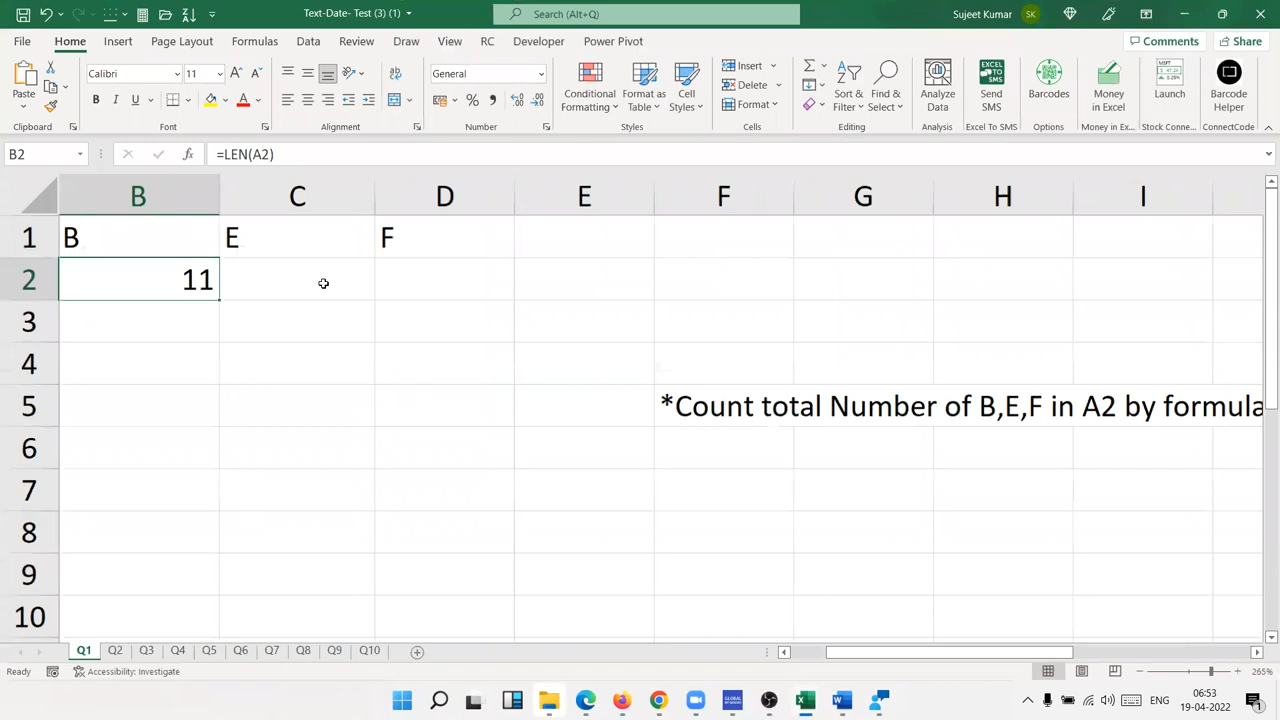 Text-Date- Test (3) (1)
Search (Alt+Q)
Sujeet Kumar
SK
File Home Insert Page Layout Formulas Data Review View Automate Draw View RC Developer Power Pivot
Comments
Share
Paste
Calibri
11
General
Conditional Formatting
Format as Table
Cell Styles
Insert
Delete
Format
Sort & Filter
Find & Select
Analyze Data
Send SMS
Barcodes
Money in Excel
Launch
Barcode Helper
Clipboard
Font
Alignment
Number
Styles
Cells
Editing
Analysis
Excel To SMS
Options
Money in Ex...
Stock Conne...
ConnectCode
B2
=LEN(A2)
B C D E F G H I
1 B E F
2 11
3
4
5 *Count total Number of B,E,F in A2 by formula
6
7
8
9
10
Q1 Q2 Q3 Q4 Q5 Q6 Q7 Q8 Q9 Q10
Ready
Accessibility: Investigate
265%
ENG
06:53
19-04-2022